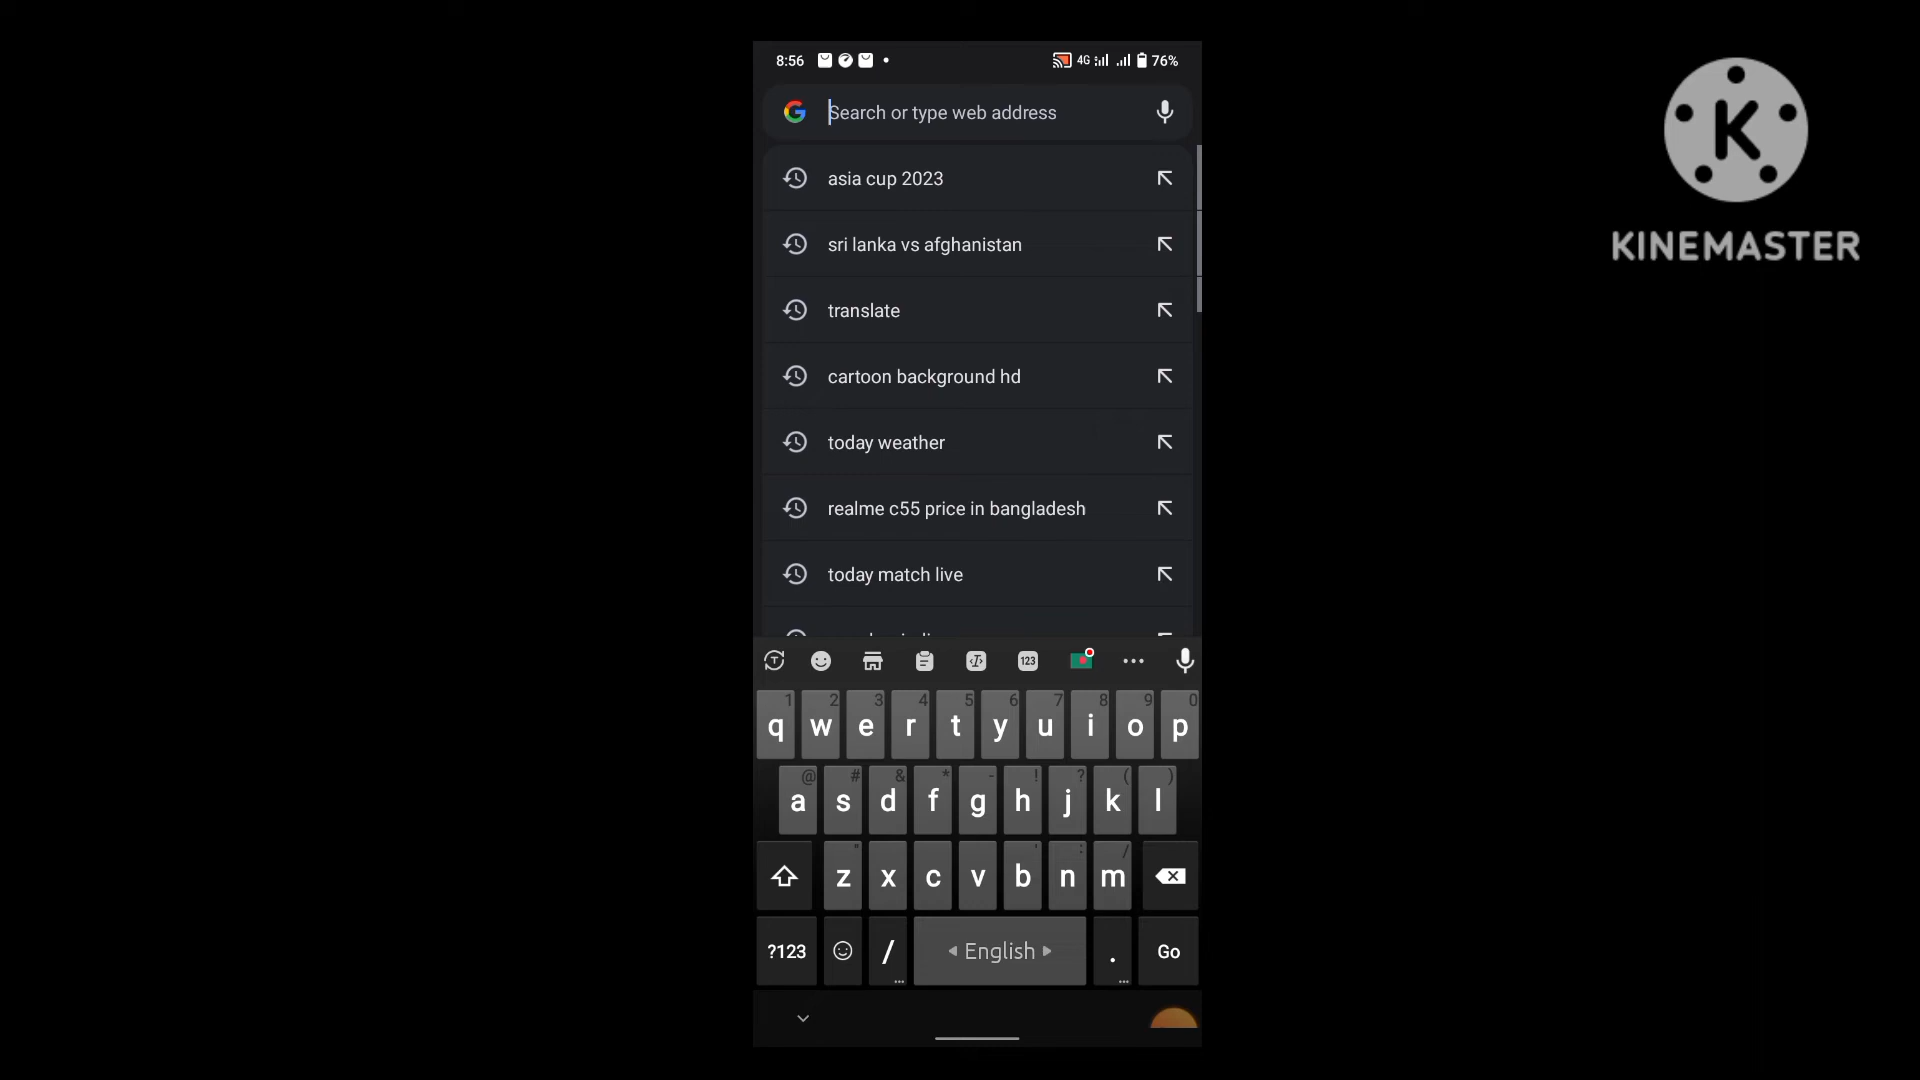 8:56 4G 76%
Search or type web address
asia cup 2023
sri lanka vs afghanistan
translate
cartoon background hd
today weather
realme c55 price in bangladesh
today match live
123
1 2 3 4 5 6 7 8 9 0
q w e r t y u i o p
@ # & * - ! ? ( )
a s d f g h j k l
" ' : /
z x c v b n m
?123 / English . Go
K
KINEMASTER